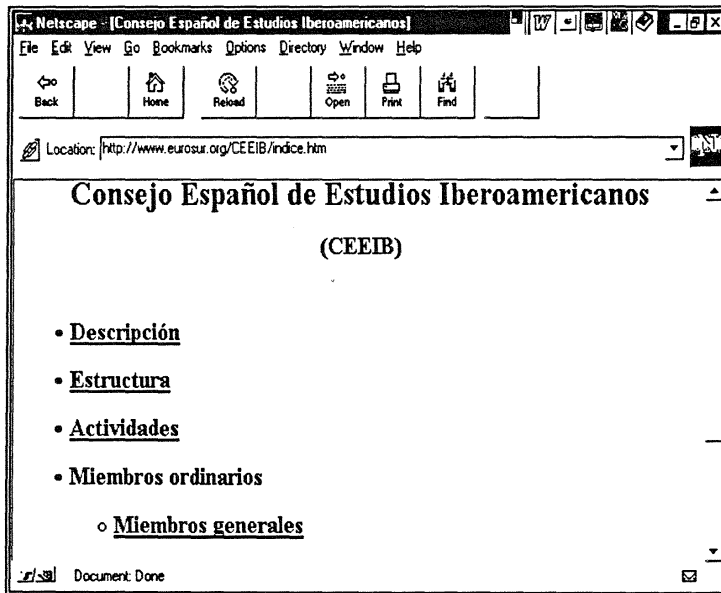 Netscape - [Consejo Español de Estudios Iberoamericanos]
File Edit View Go Bookmarks Options Directory Window Help
Back Home Reload Open Print Find
Location: http://www.eurosur.org/CEEIB/indice.htm
Consejo Español de Estudios Iberoamericanos
(CEEIB)
• Descripción
• Estructura
• Actividades
• Miembros ordinarios
○ Miembros generales
Document: Done